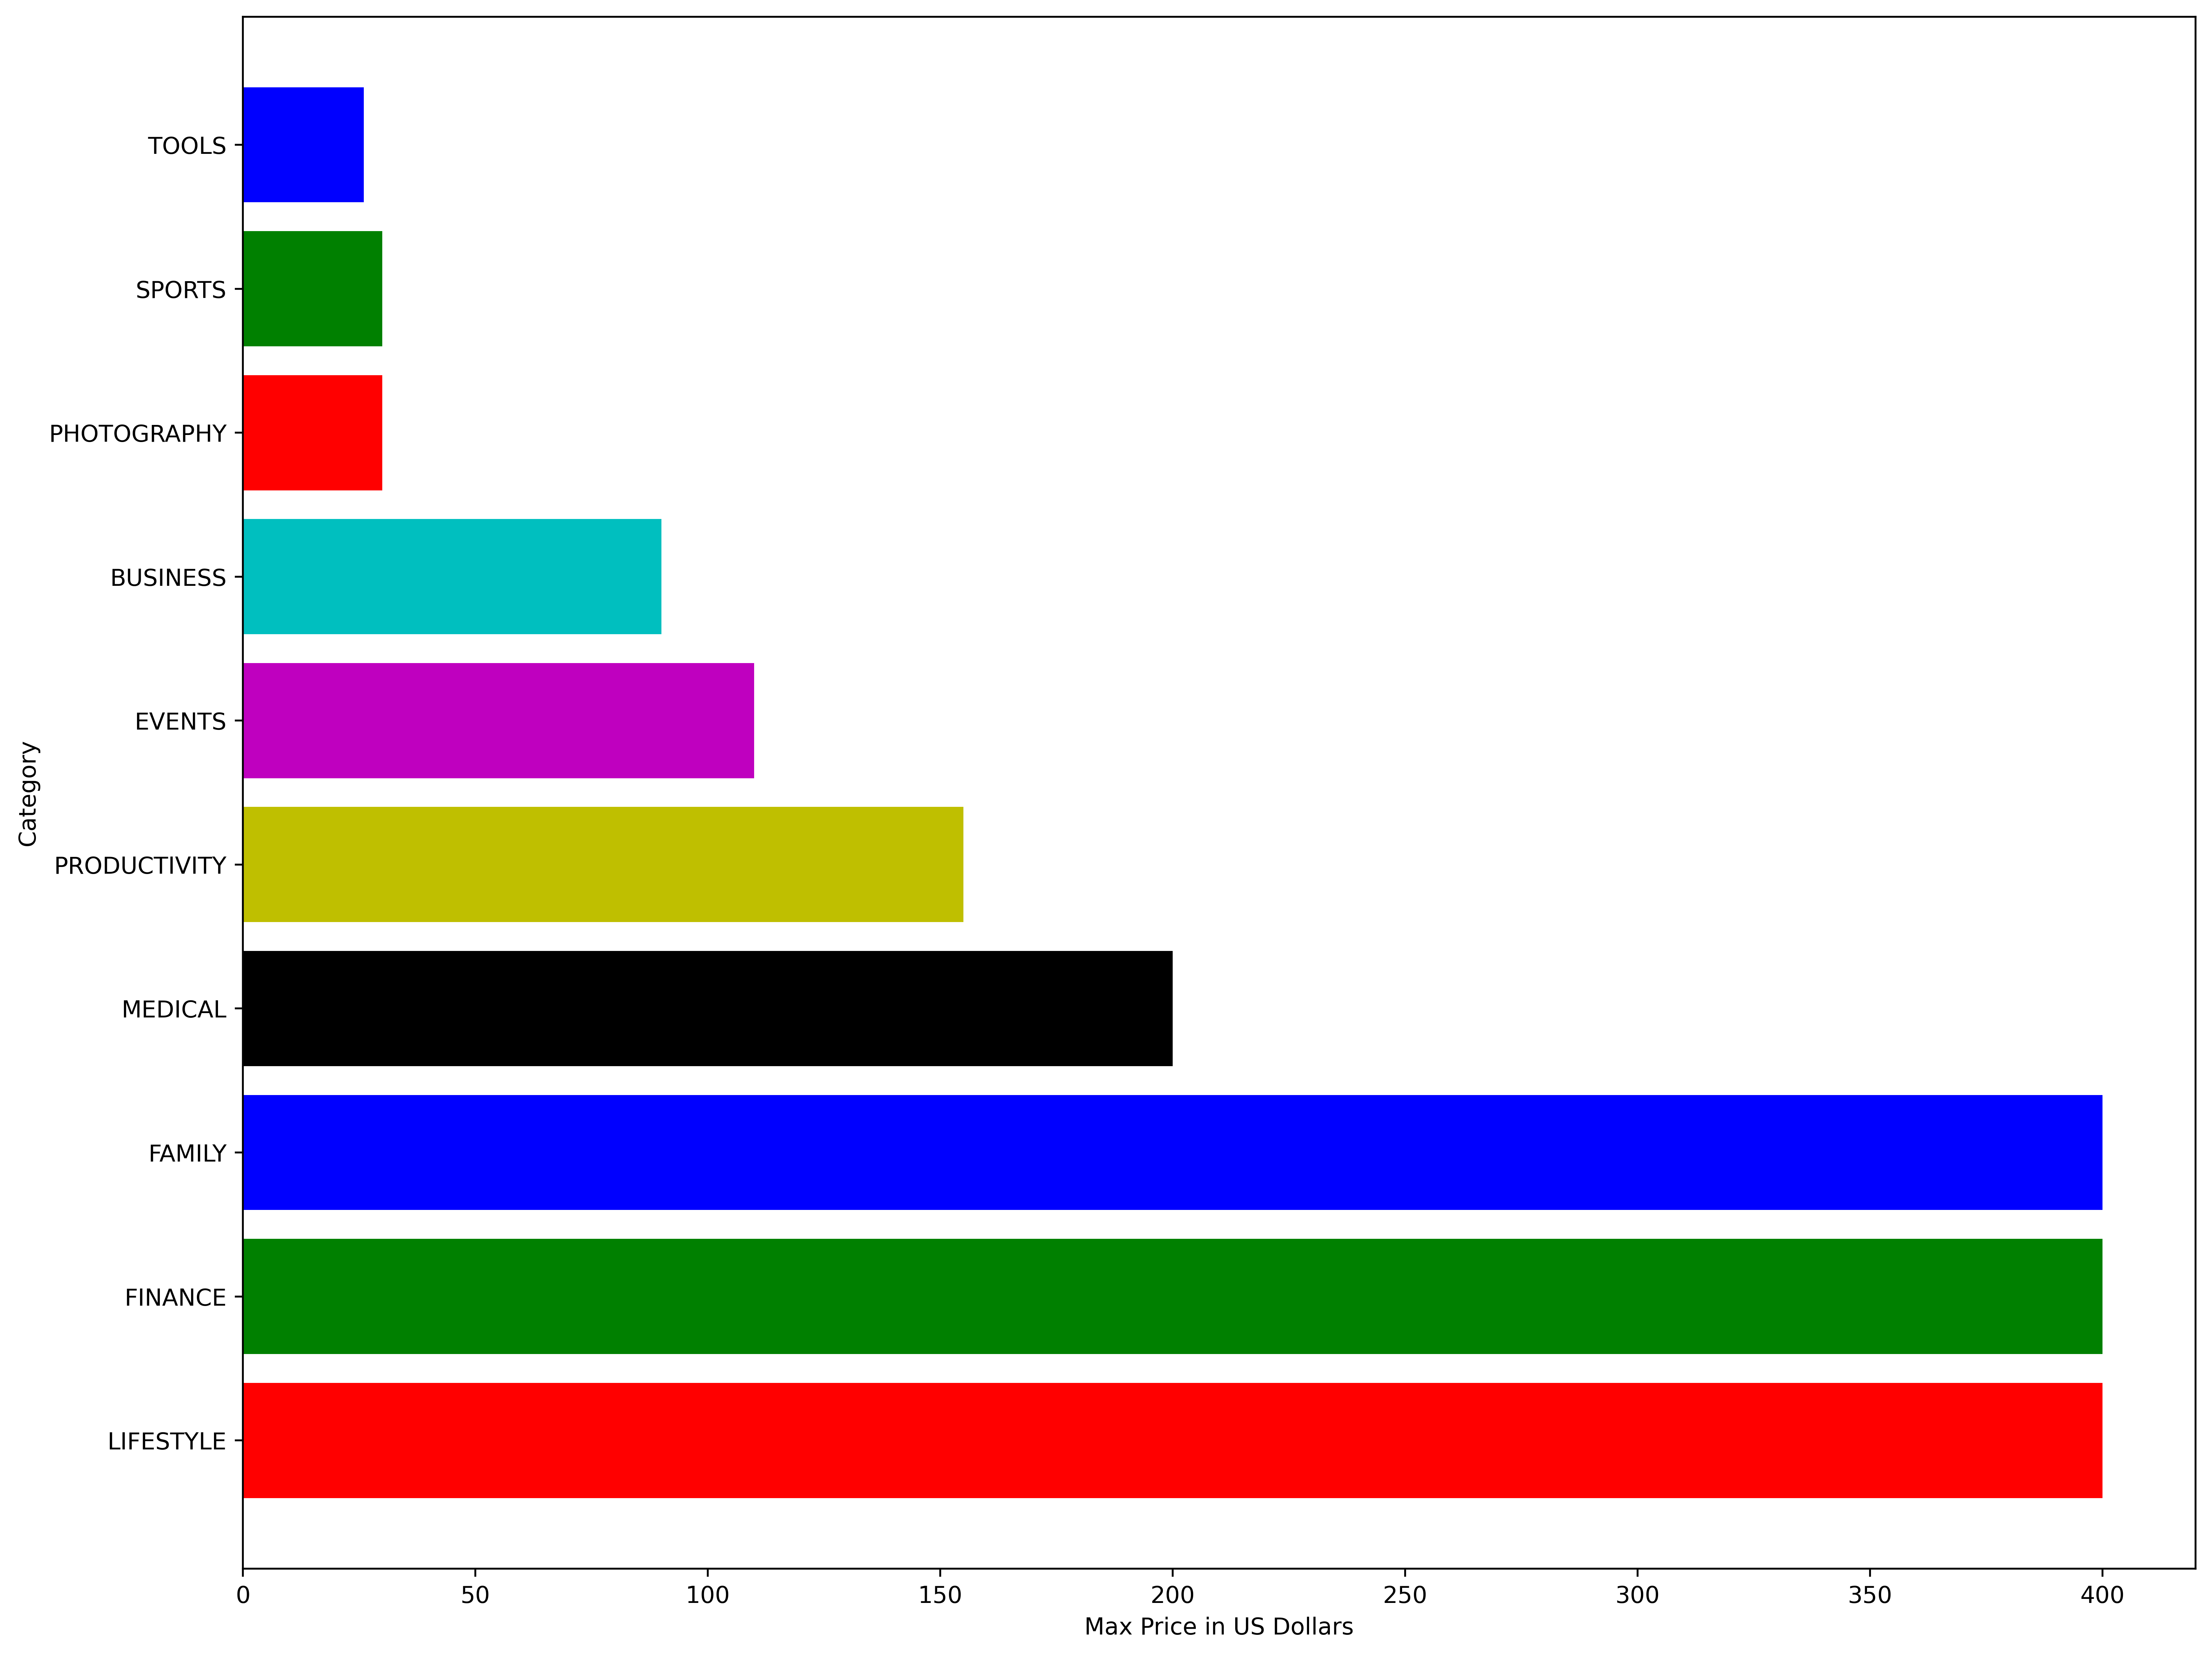 TOOLS
SPORTS
PHOTOGRAPHY
BUSINESS
EVENTS
Category
PRODUCTIVITY
MEDICAL
FAMILY
FINANCE
LIFESTYLE
0 50 100 150 200 250 300 350 400
Max Price in US Dollars